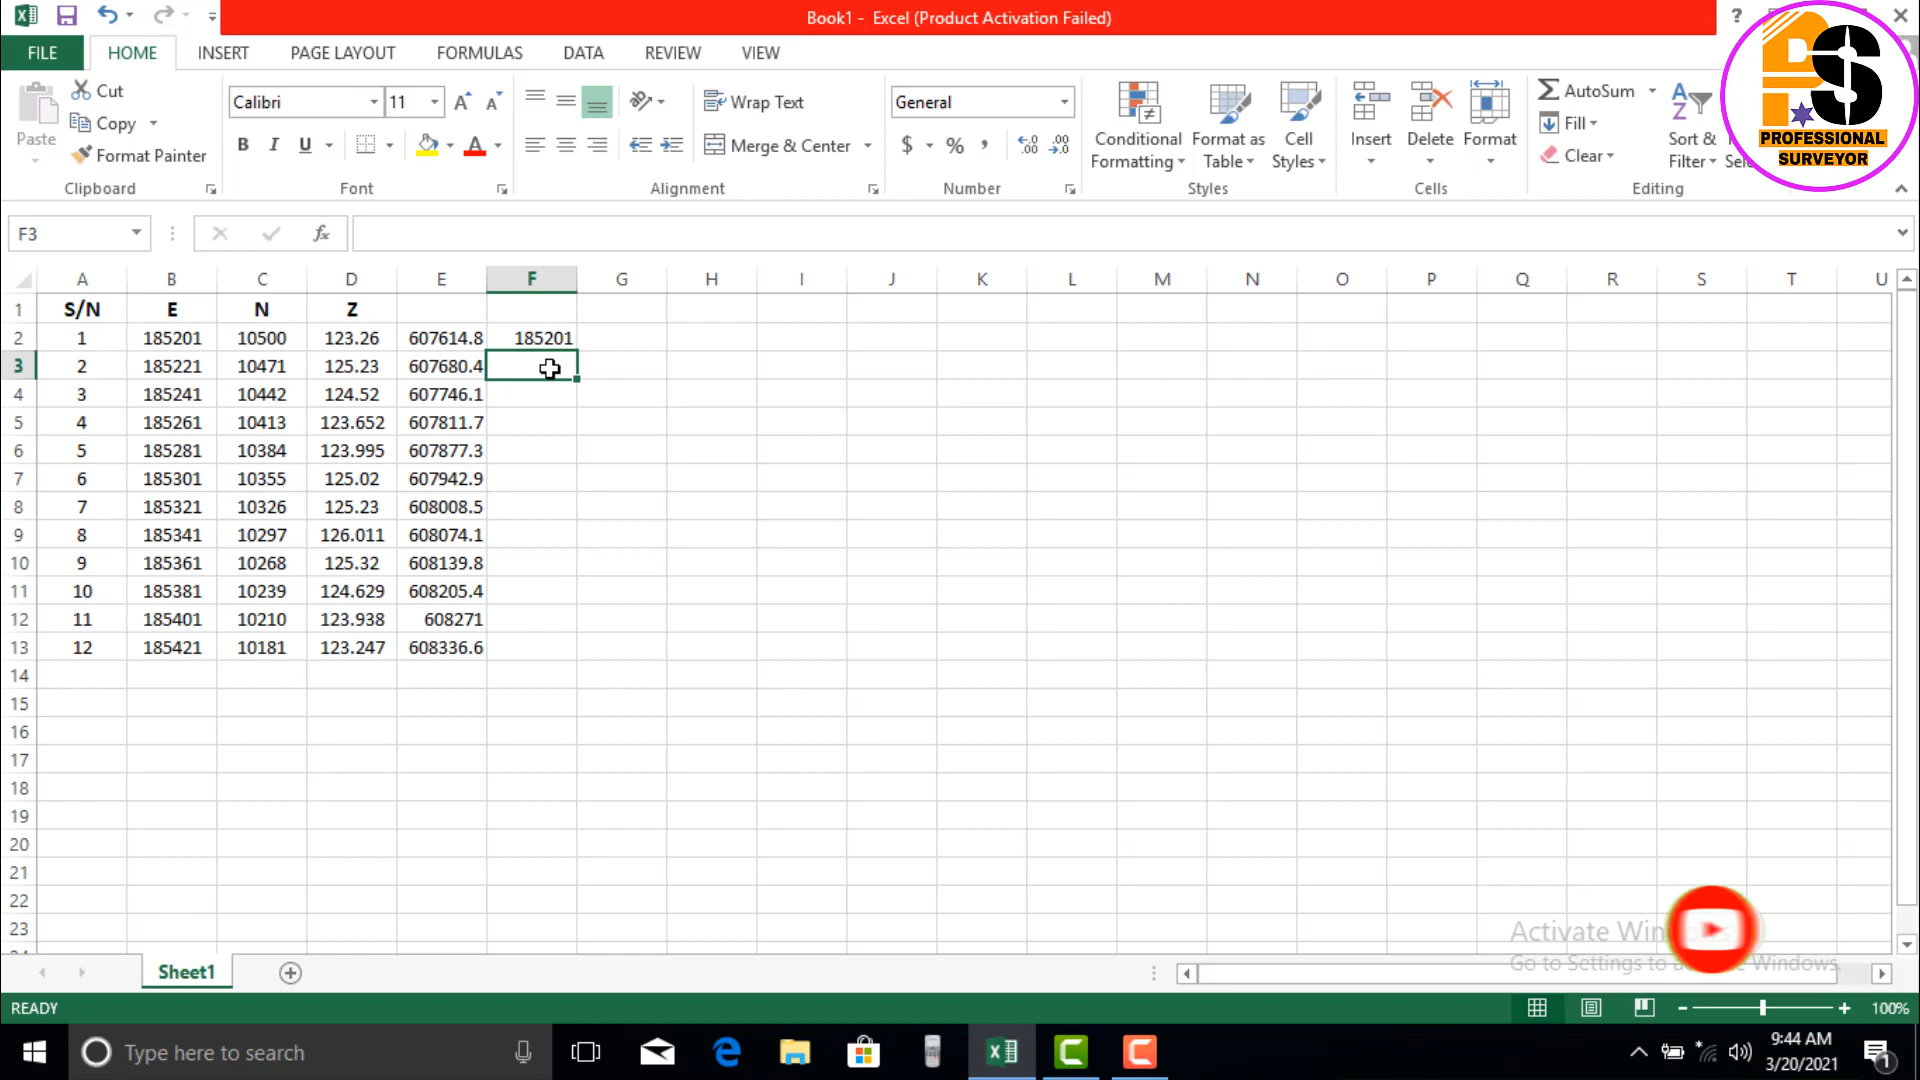 Book1 - Excel (Product Activation Failed)
FILE HOME INSERT PAGE LAYOUT FORMULAS DATA REVIEW VIEW
Paste
Cut
Copy
Format Painter
Clipboard
Calibri 11
B I U
Font
Wrap Text
Merge & Center
Alignment
General
$ %
Number
Conditional Formatting
Format as Table
Cell Styles
Styles
Insert
Delete
Format
Cells
AutoSum
Fill
Clear
Sort &
Filter
Editing
PS
PROFESSIONAL
SURVEYOR
F3
fx
A B C D E F G H I J K L M N O P Q R S T U
1 S/N E N Z
2 1 185201 10500 123.26 607614.8 185201
3 2 185221 10471 125.23 607680.4
4 3 185241 10442 124.52 607746.1
5 4 185261 10413 123.652 607811.7
6 5 185281 10384 123.995 607877.3
7 6 185301 10355 125.02 607942.9
8 7 185321 10326 125.23 608008.5
9 8 185341 10297 126.011 608074.1
10 9 185361 10268 125.32 608139.8
11 10 185381 10239 124.629 608205.4
12 11 185401 10210 123.938 608271
13 12 185421 10181 123.247 608336.6
14
15
16
17
18
19
20
21
22
23
Activate
Go to Settings to Windows.
Sheet1
READY
100%
Type here to search
9:44 AM
3/20/2021
1